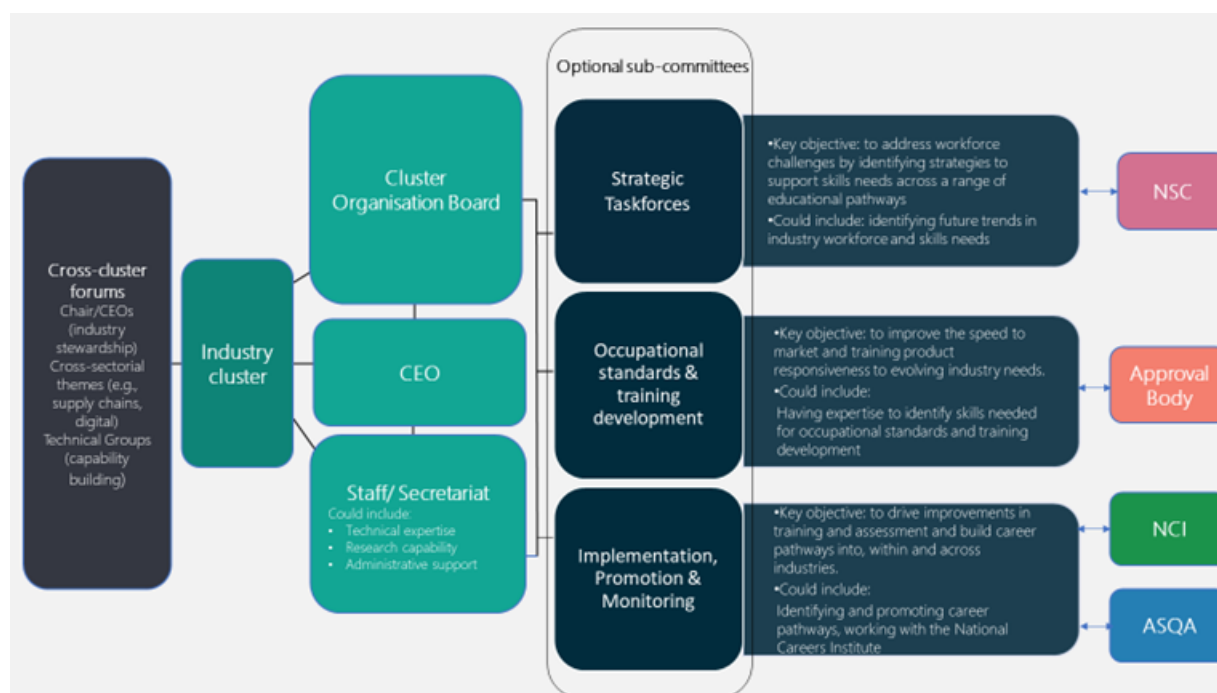 Optional sub-committees
Cross-cluster
forums
Chair/CEOs
(industry
stewardship)
Cross-sectorial
themes (e.g.,
supply chains,
digital)
Technical Groups
(capability
building)
Industry
cluster
Cluster
Organisation Board
CEO
Staff/ Secretariat
Could include:
• Technical expertise
• Research capability
• Administrative support
Strategic
Taskforces
•Key objective: to address workforce
challenges by identifying strategies to
support skills needs across a range of
educational pathways
•Could include: identifying future trends in
industry workforce and skills needs
NSC
Occupational
standards &
training
development
•Key objective: to improve the speed to
market and training product
responsiveness to evolving industry needs.
•Could include:
Having expertise to identify skills needed
for occupational standards and training
development
Approval
Body
Implementation,
Promotion &
Monitoring
•Key objective: to drive improvements in
training and assessment and build career
pathways into, within and across
industries.
•Could include:
Identifying and promoting career
pathways, working with the National
Careers Institute
NCI
ASQA